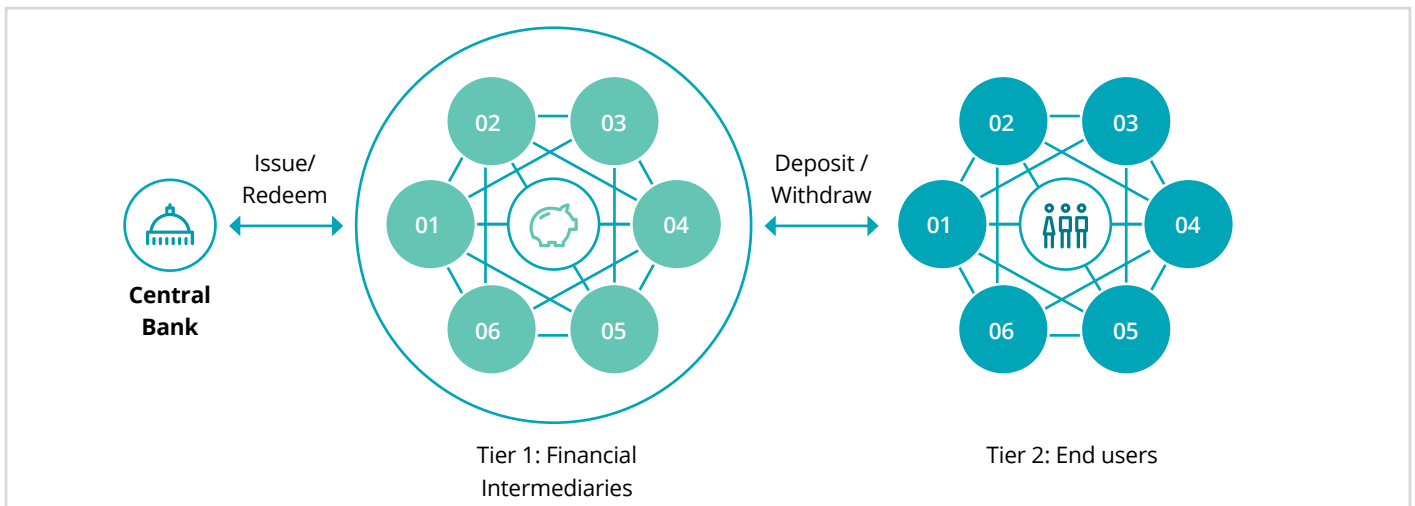 Central
Bank
Issue/
Redeem
02
03
01
04
06
05
Tier 1: Financial
Intermediaries
Deposit /
Withdraw
02
03
01
04
06
05
Tier 2: End users